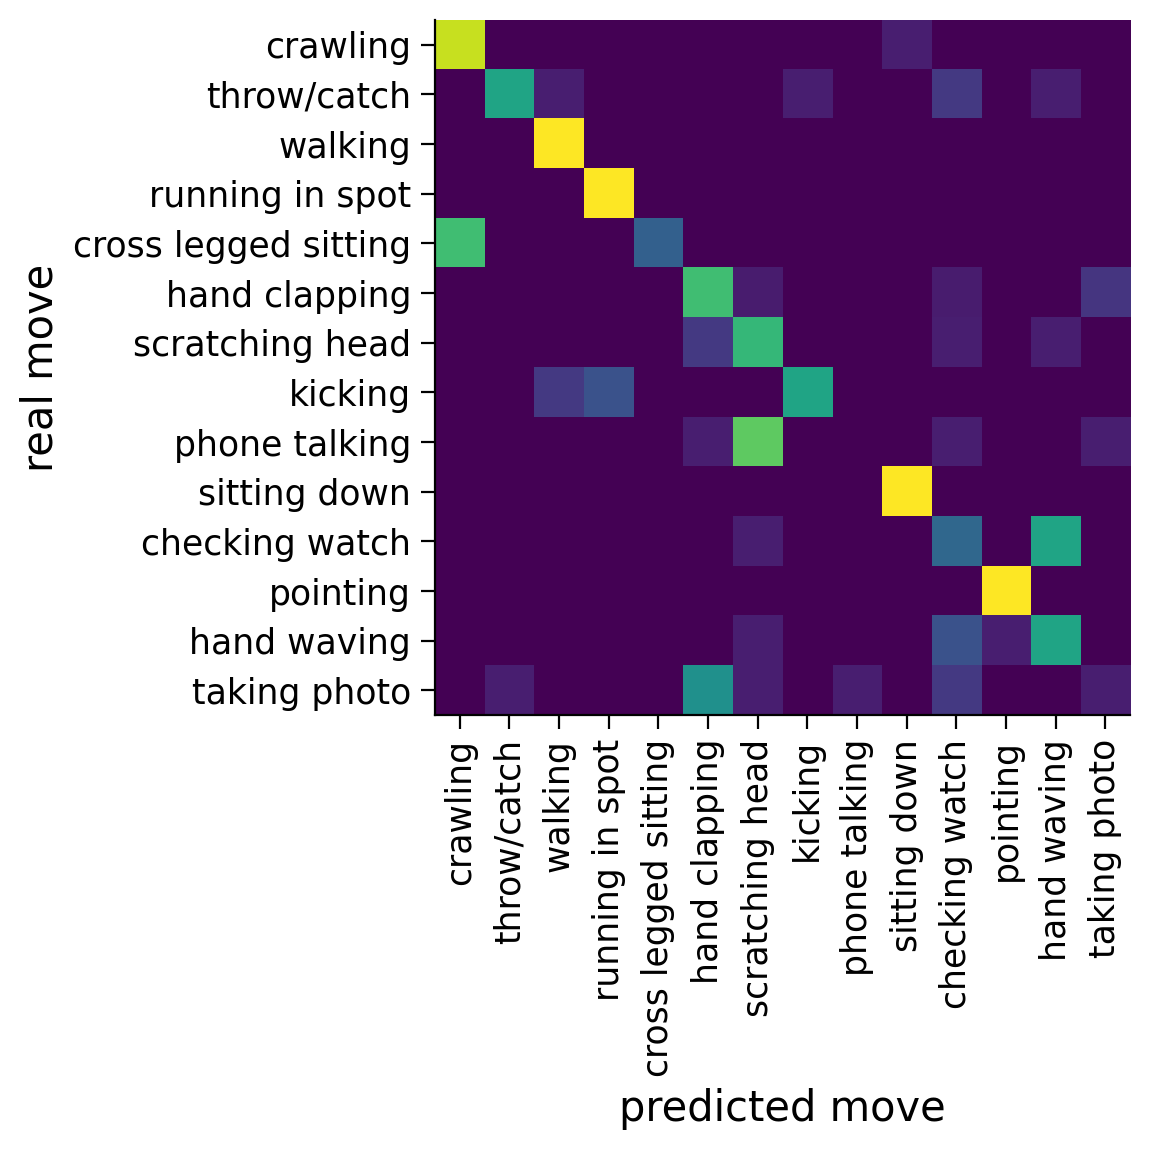 crawling
throw/catch
walking
running in spot
cross legged sitting
hand clapping
scratching head
kicking
phone talking
sitting down
checking watch
pointing
hand waving
taking photo
real move
crawling
throw/catch
walking
running in spot
cross legged sitting
hand clapping
scratching head
kicking
phone talking
sitting down
checking watch
pointing
hand waving
taking photo
predicted move